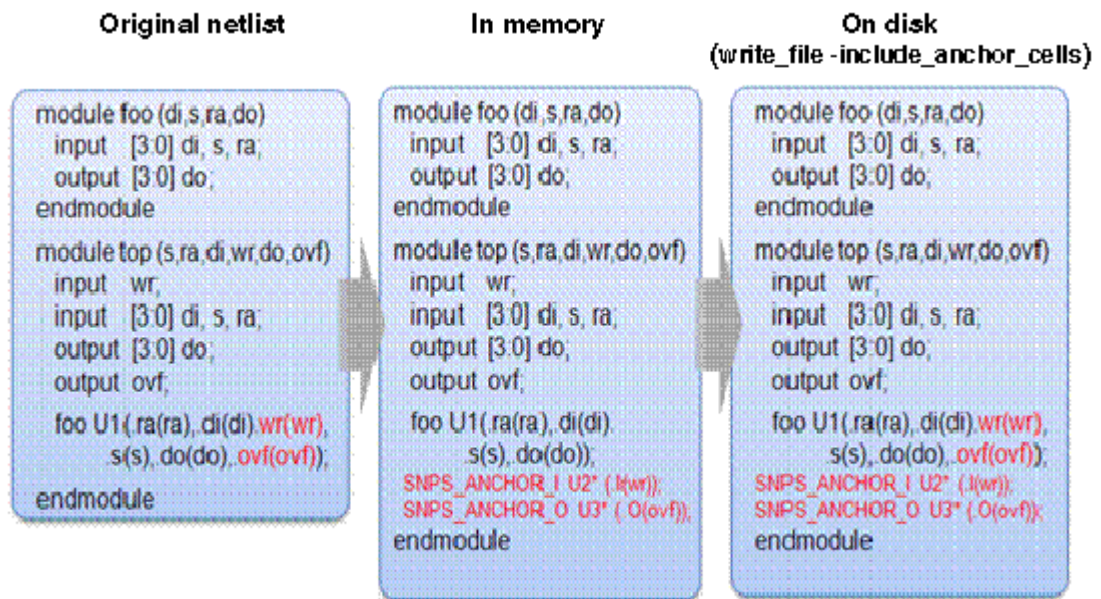 Original netlist
module foo (di,s,ra,do)
input [3:0] di, s, ra;
output [3:0] do;
endmodule
module top (s,ra,di,wr,do,ovf)
input wr;
input [3:0] di, s, ra;
output [3:0] do;
output ovf;
foo U1(.ra(ra),.di(di).wr(wr),
.s(s),.do(do),.ovf(ovf));
endmodule
In memory
module foo (di,s,ra,do)
input [3:0] di, s, ra;
output [3:0] do;
endmodule
module top (s,ra,di,wr,do,ovf)
input wr;
input [3:0] di, s, ra;
output [3:0] do;
output ovf;
foo U1(.ra(ra),.di(di).
.s(s),.do(do));
SNPS_ANCHOR_I U2* (.I(wr));
SNPS_ANCHOR_O U3* (.O(ovf));
endmodule
On disk
(write_file -include_anchor_cells)
module foo (di,s,ra,do)
input [3:0] di, s, ra;
output [3:0] do;
endmodule
module top (s,ra,di,wr,do,ovf)
input wr;
input [3:0] di, s, ra;
output [3:0] do;
output ovf;
foo U1(.ra(ra),.di(di).wr(wr),
.s(s),.do(do),.ovf(ovf));
SNPS_ANCHOR_I U2* (.I(wr));
SNPS_ANCHOR_O U3* (.O(ovf));
endmodule